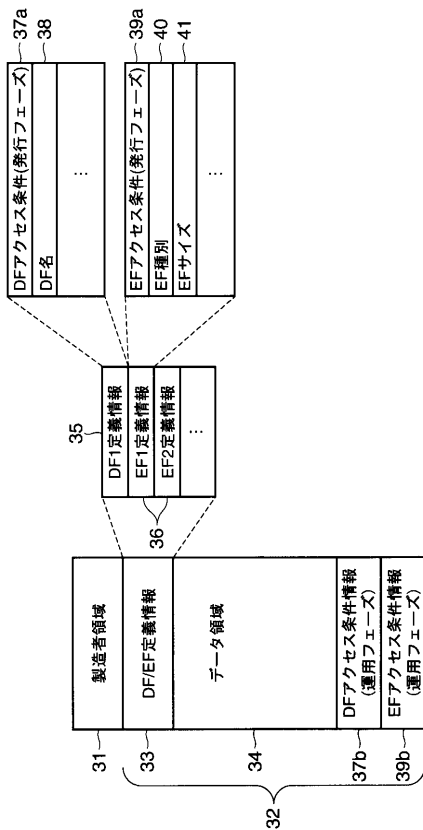 製造者領域
DF/EF定義情報
データ領域
DFアクセス条件情報
(運用フェーズ)
EFアクセス条件情報
(運用フェーズ)
31
33
34
37b
39b
32
35
DF1定義情報
EF1定義情報
EF2定義情報
⋮
36
DFアクセス条件(発行フェーズ)
DF名
⋮
37a
38
EFアクセス条件(発行フェーズ)
EF種別
EFサイズ
⋮
39a
40
41